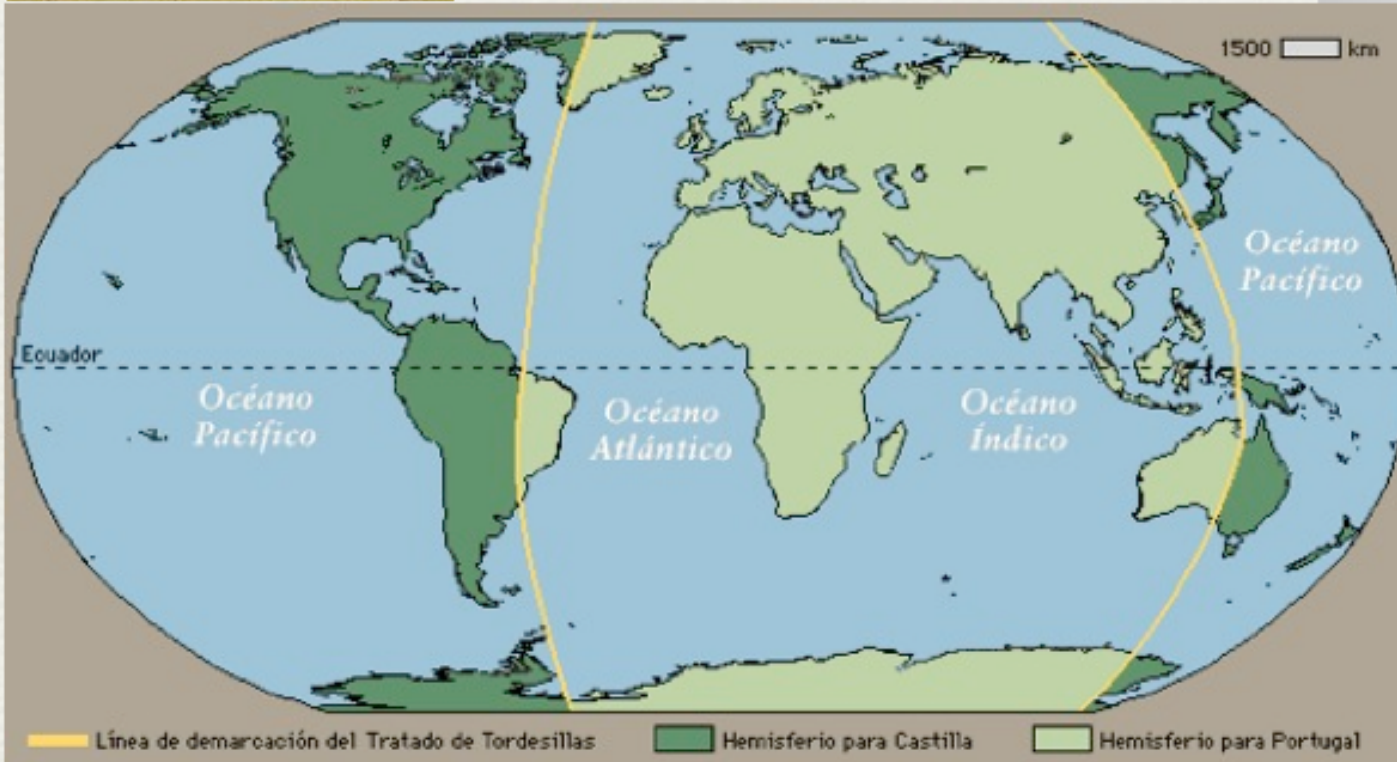 1500 km
Océano
Pacífico
Ecuador
Océano
Pacífico
Océano
Atlántico
Océano
Índico
Línea de demarcación del Tratado de Tordesillas
Hemisferio para Castilla
Hemisferio para Portugal